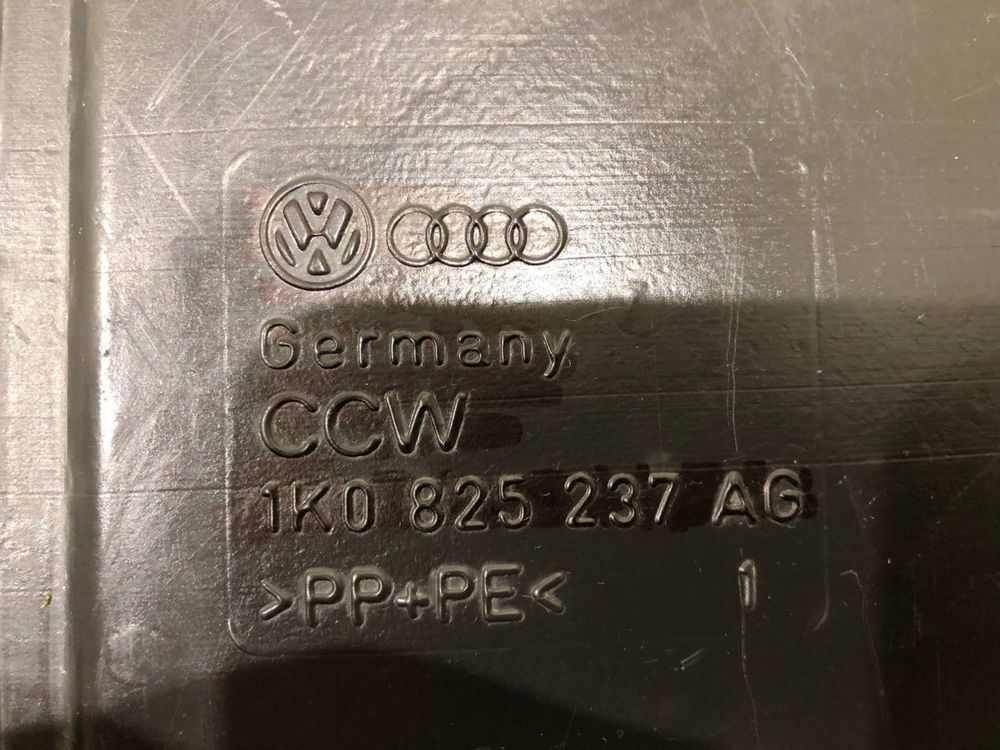 Germany
CCW
1K0 825 237 AG
>PP+PE< 1